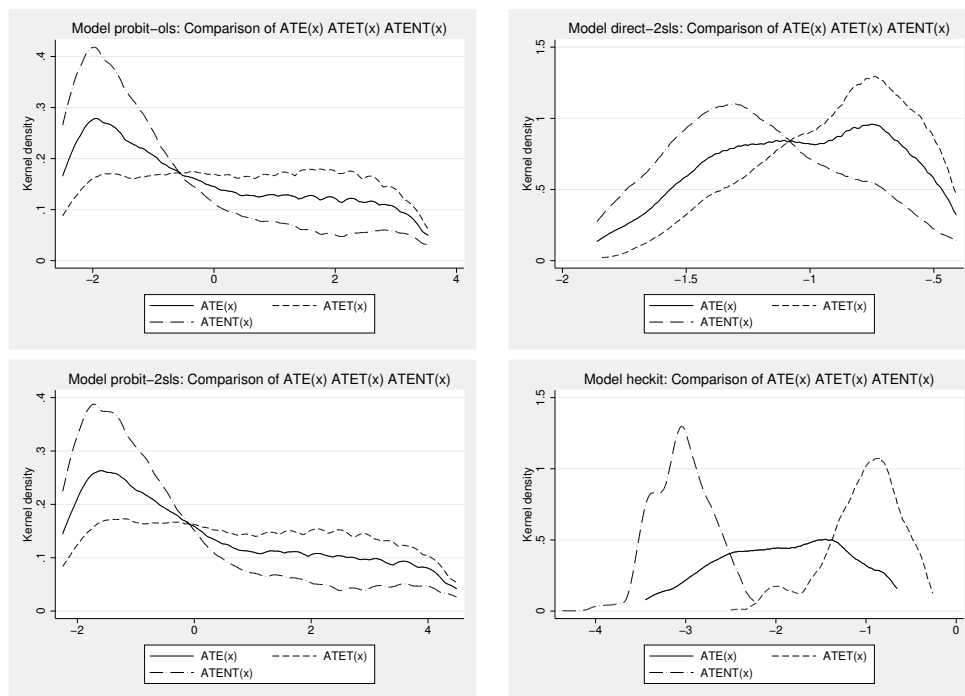 Model probit-ols: Comparison of ATE(x) ATET(x) ATENT(x)
Kernel density
0 .1 .2 .3 .4
-2 0 2 4
ATE(x) ATET(x)
ATENT(x)
Model direct-2sls: Comparison of ATE(x) ATET(x) ATENT(x)
Kernel density
0 .5 1 1.5
-2 -1.5 -1 -.5
ATE(x) ATET(x)
ATENT(x)
Model probit-2sls: Comparison of ATE(x) ATET(x) ATENT(x)
Kernel density
0 .1 .2 .3 .4
-2 0 2 4
ATE(x) ATET(x)
ATENT(x)
Model heckit: Comparison of ATE(x) ATET(x) ATENT(x)
Kernel density
0 .5 1 1.5
-4 -3 -2 -1 0
ATE(x) ATET(x)
ATENT(x)